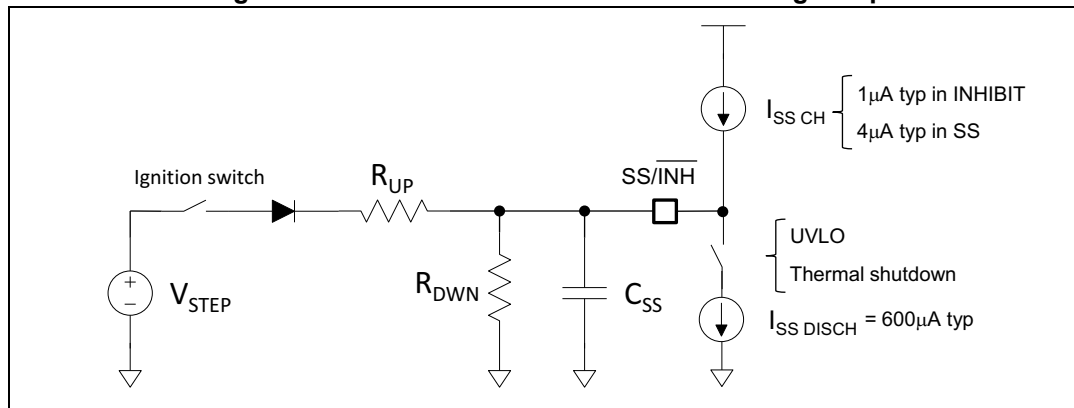 I_SS CH
1μA typ in INHIBIT
4μA typ in SS
Ignition switch
R_UP
SS/INH
UVLO
Thermal shutdown
R_DWN
C_SS
+
−
V_STEP
I_SS DISCH = 600μA typ